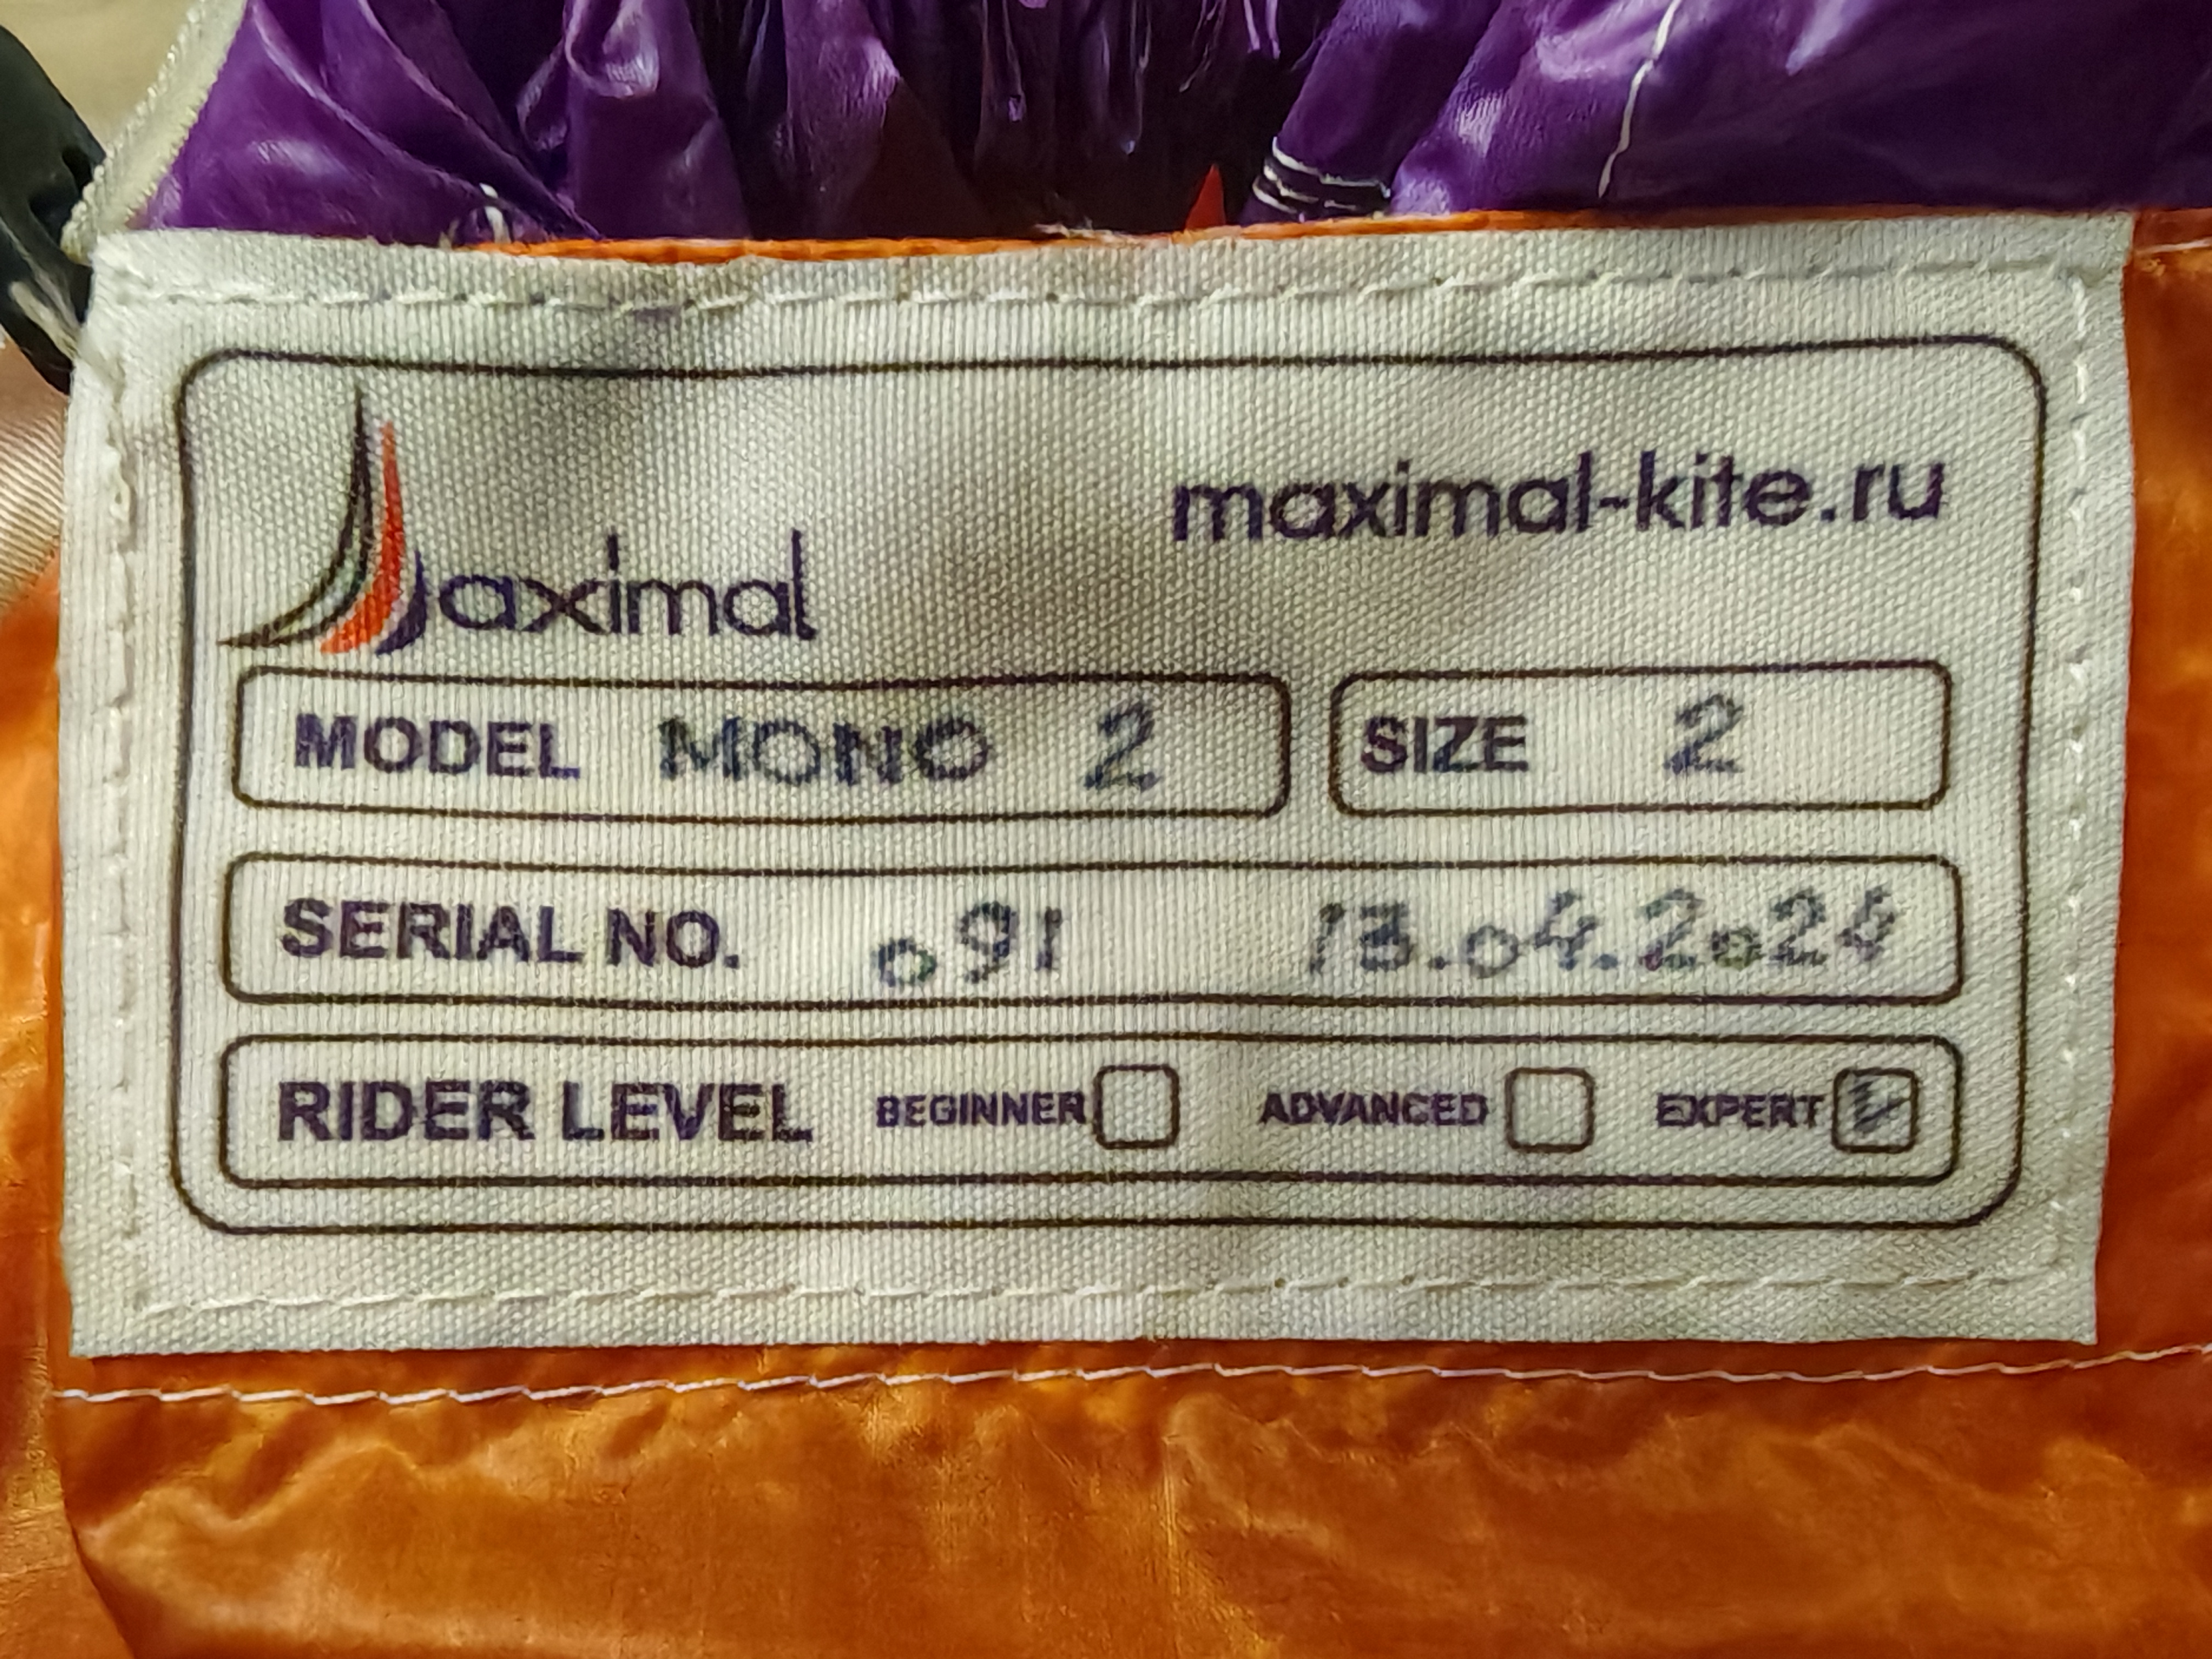 maximal-kite.ru
Maximal
MODEL MONO 2
SIZE 2
SERIAL NO. 091 13.04.2024
RIDER LEVEL BEGINNER ADVANCED EXPERT